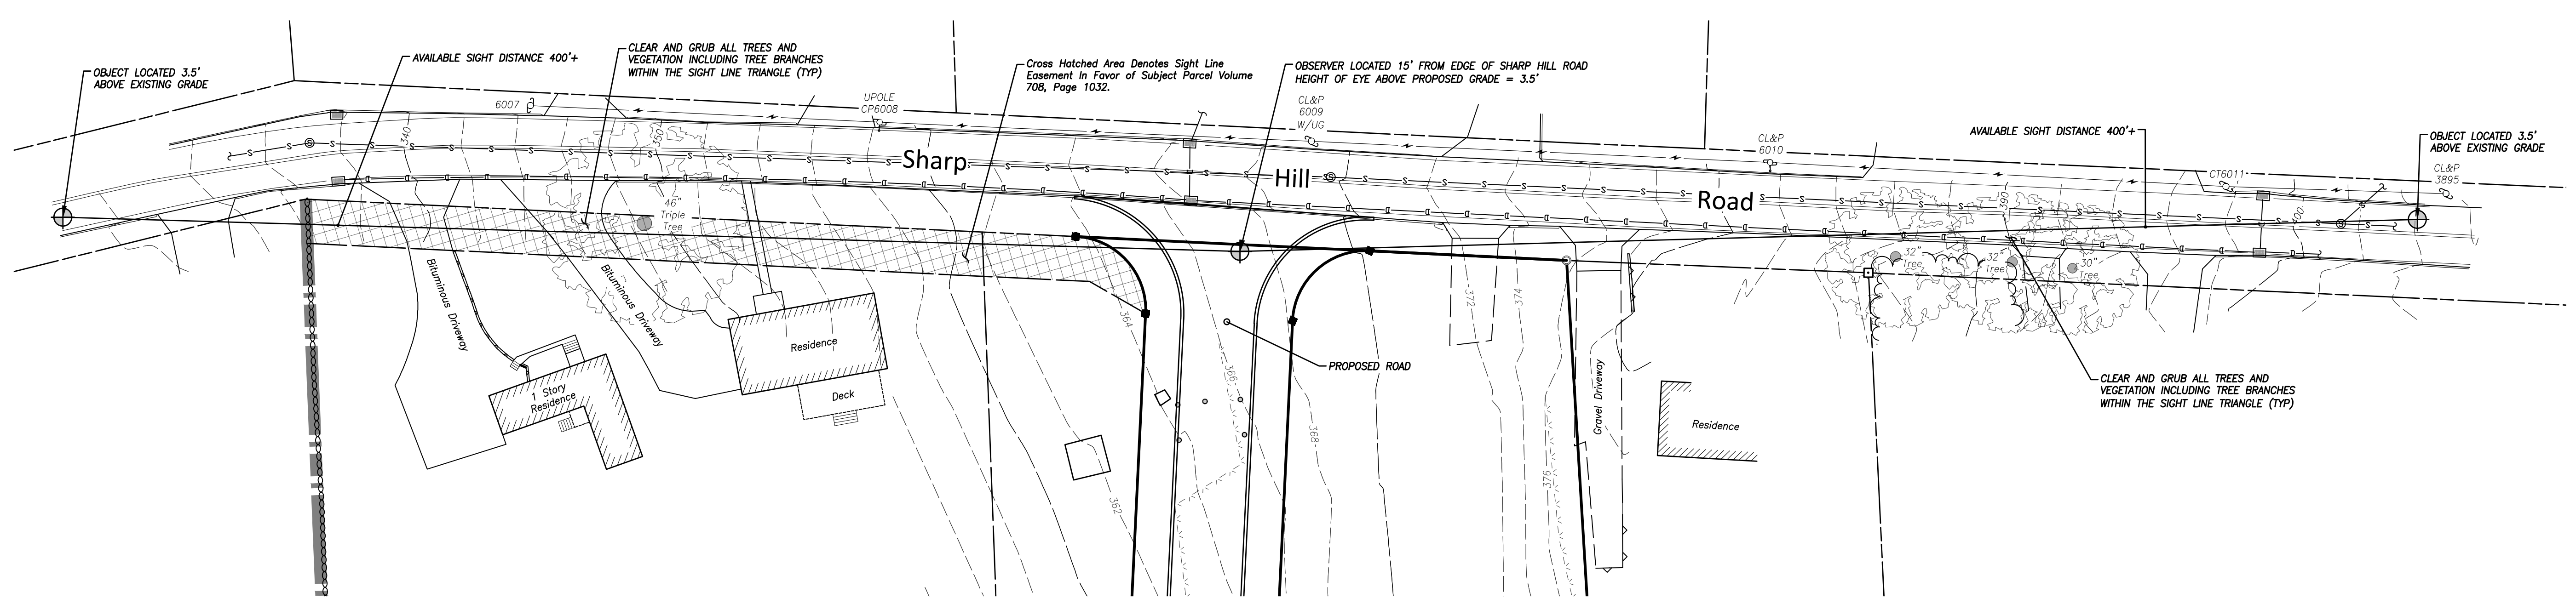 OBJECT LOCATED 3.5'
ABOVE EXISTING GRADE
AVAILABLE SIGHT DISTANCE 400'+
CLEAR AND GRUB ALL TREES AND
VEGETATION INCLUDING TREE BRANCHES
WITHIN THE SIGHT LINE TRIANGLE (TYP)
Cross Hatched Area Denotes Sight Line
Easement In Favor of Subject Parcel Volume
708, Page 1032.
OBSERVER LOCATED 15' FROM EDGE OF SHARP HILL ROAD
HEIGHT OF EYE ABOVE PROPOSED GRADE = 3.5'
AVAILABLE SIGHT DISTANCE 400'+
OBJECT LOCATED 3.5'
ABOVE EXISTING GRADE
6007
UPOLE
CP6008
CL&P
6009
W/UG
CL&P
6010
CT6011
CL&P
3895
340
350
390
Sharp
Hill
Road
46"
Triple
Tree
32"
Tree
32"
Tree
30"
Tree
Bituminous Driveway
Bituminous Driveway
1 Story
Residence
Residence
Deck
364
362
366
368
372
374
376
PROPOSED ROAD
Gravel Driveway
Residence
CLEAR AND GRUB ALL TREES AND
VEGETATION INCLUDING TREE BRANCHES
WITHIN THE SIGHT LINE TRIANGLE (TYP)